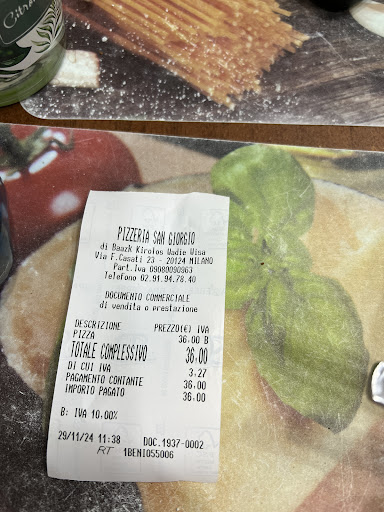 Citron
PIZZERIA SAN GIORGIO
di Baazk Kirolos Wadie Wisa
Via F.Casati 23 - 20124 MILANO
Part.Iva 09080090963
telefono 02.91.94.78.40
DOCUMENTO COMMERCIALE
di vendita o prestazione
DESCRIZIONE PREZZO(€) IVA
PIZZA 36.00 B
TOTALE COMPLESSIVO 36.00
DI CUI IVA 3.27
PAGAMENTO CONTANTE 36.00
IMPORTO PAGATO 36.00
B: IVA 10.00%
29/11/24 11:38 DOC.1937-0002
RT 1BENI055006